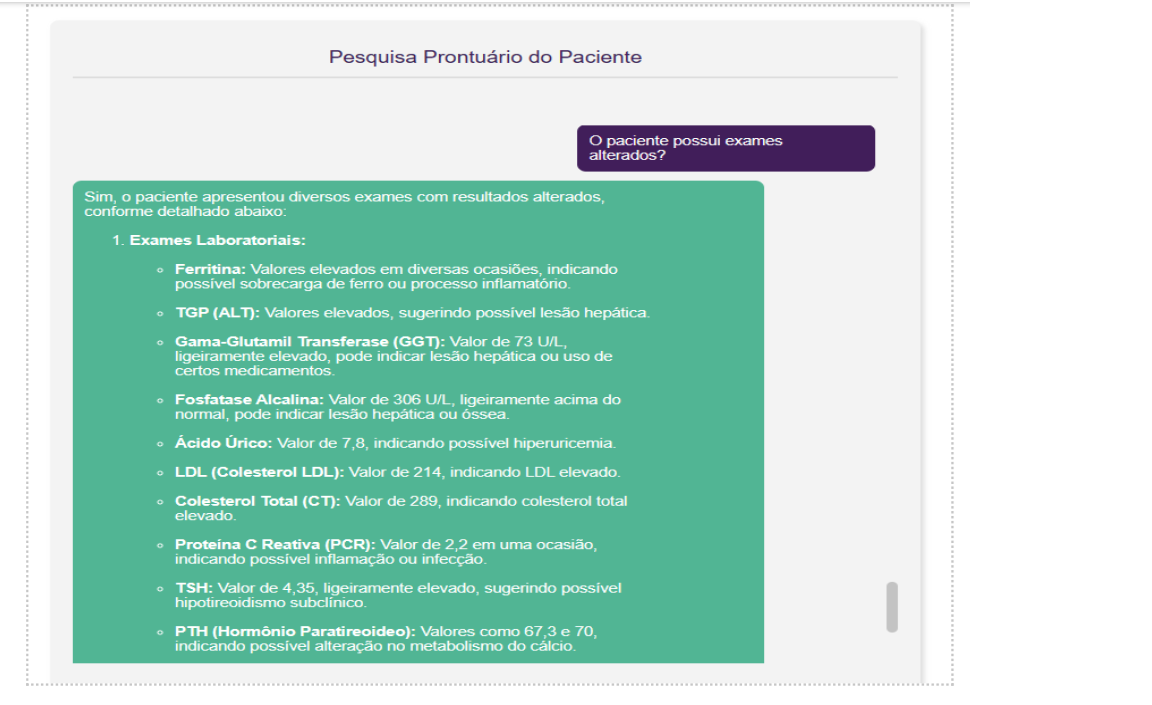 Pesquisa Prontuário do Paciente
O paciente possui exames
alterados?
Sim, o paciente apresentou diversos exames com resultados alterados,
conforme detalhado abaixo:
1. Exames Laboratoriais:
◦ Ferritina: Valores elevados em diversas ocasiões, indicando
possível sobrecarga de ferro ou processo inflamatório.
◦ TGP (ALT): Valores elevados, sugerindo possível lesão hepática.
◦ Gama-Glutamil Transferase (GGT): Valor de 73 U/L,
ligeiramente elevado, pode indicar lesão hepática ou uso de
certos medicamentos.
◦ Fosfatase Alcalina: Valor de 306 U/L, ligeiramente acima do
normal, pode indicar lesão hepática ou óssea.
◦ Ácido Úrico: Valor de 7,8, indicando possível hiperuricemia.
◦ LDL (Colesterol LDL): Valor de 214, indicando LDL elevado.
◦ Colesterol Total (CT): Valor de 289, indicando colesterol total
elevado.
◦ Proteína C Reativa (PCR): Valor de 2,2 em uma ocasião,
indicando possível inflamação ou infecção.
◦ TSH: Valor de 4,35, ligeiramente elevado, sugerindo possível
hipotireoidismo subclínico.
◦ PTH (Hormônio Paratireoideo): Valores como 67,3 e 70,
indicando possível alteração no metabolismo do cálcio.